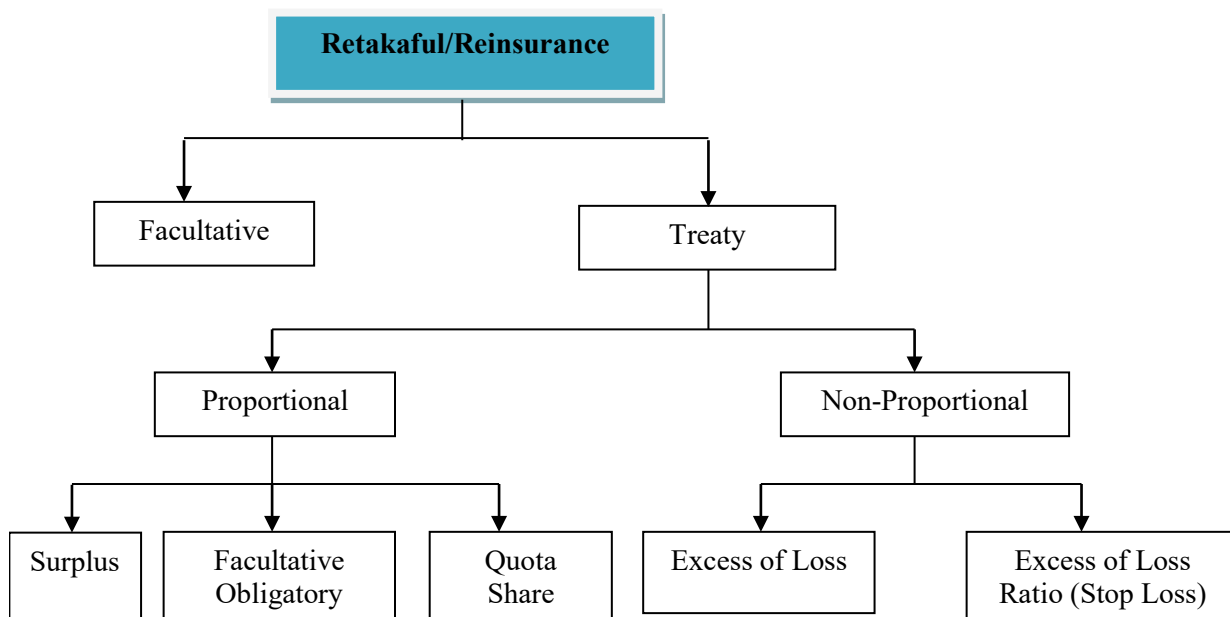 Retakaful/Reinsurance
Facultative
Treaty
Proportional
Non-Proportional
Surplus
Facultative
Obligatory
Quota
Share
Excess of Loss
Excess of Loss
Ratio (Stop Loss)